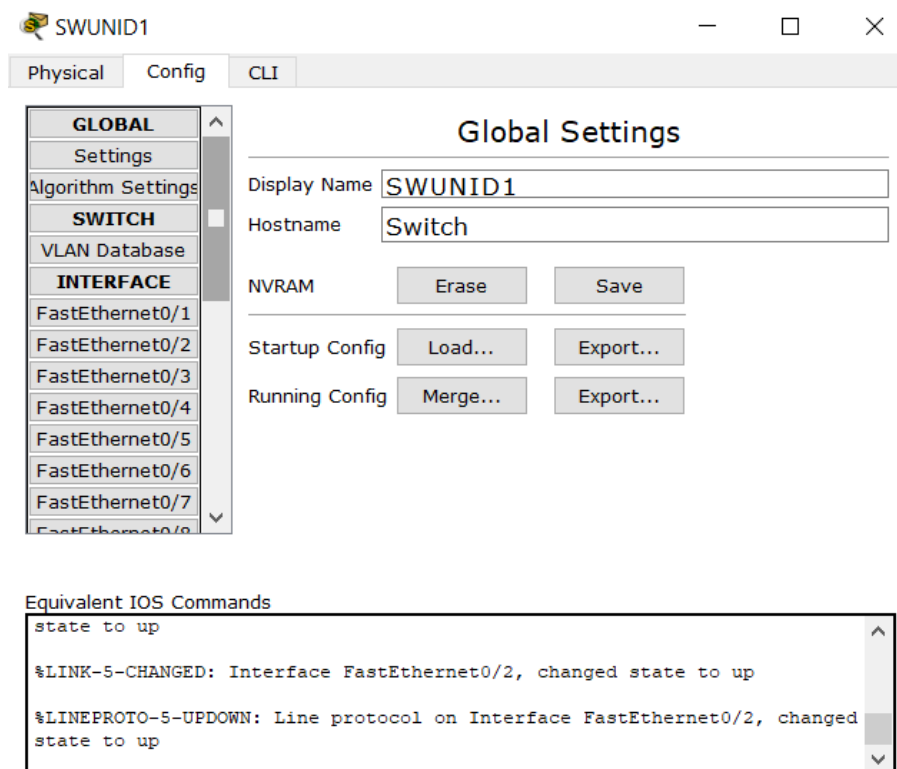 SWUNID1
Physical Config CLI
GLOBAL
Settings
Algorithm Settings
SWITCH
VLAN Database
INTERFACE
FastEthernet0/1
FastEthernet0/2
FastEthernet0/3
FastEthernet0/4
FastEthernet0/5
FastEthernet0/6
FastEthernet0/7
FastEthernet0/8
Global Settings
Display Name SWUNID1
Hostname Switch
NVRAM Erase Save
Startup Config Load... Export...
Running Config Merge... Export...
Equivalent IOS Commands
state to up
%LINK-5-CHANGED: Interface FastEthernet0/2, changed state to up
%LINEPROTO-5-UPDOWN: Line protocol on Interface FastEthernet0/2, changed
state to up